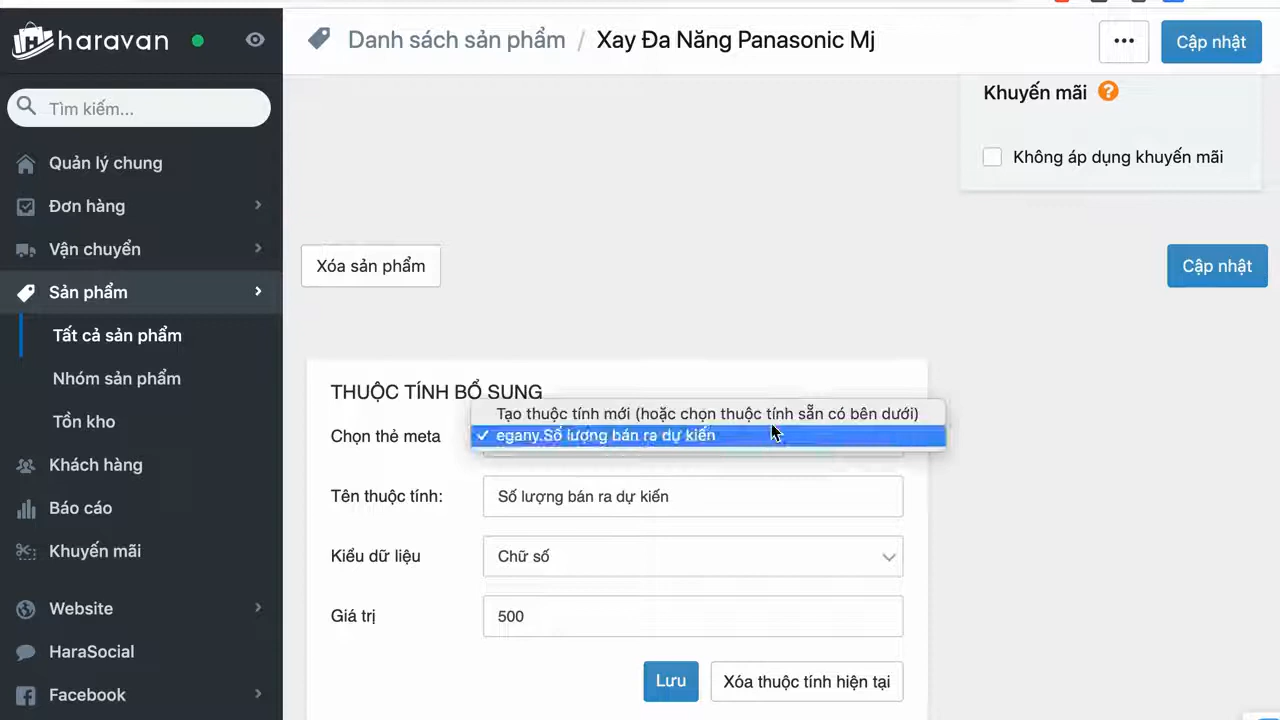 haravan
Danh sách sản phẩm / Xay Đa Năng Panasonic Mj
•••
Cập nhật
Tìm kiếm...
Khuyến mãi ?
Không áp dụng khuyến mãi
Quản lý chung
Đơn hàng
Vận chuyển
Sản phẩm
Tất cả sản phẩm
Nhóm sản phẩm
Tồn kho
Khách hàng
Báo cáo
Khuyến mãi
Website
HaraSocial
Facebook
Xóa sản phẩm
Cập nhật
THUỘC TÍNH BỔ SUNG
Chọn thẻ meta
Tạo thuộc tính mới (hoặc chọn thuộc tính sẵn có bên dưới)
✓ egany.Số lượng bán ra dự kiến
Tên thuộc tính:
Số lượng bán ra dự kiến
Kiểu dữ liệu
Chữ số
Giá trị
500
Lưu
Xóa thuộc tính hiện tại